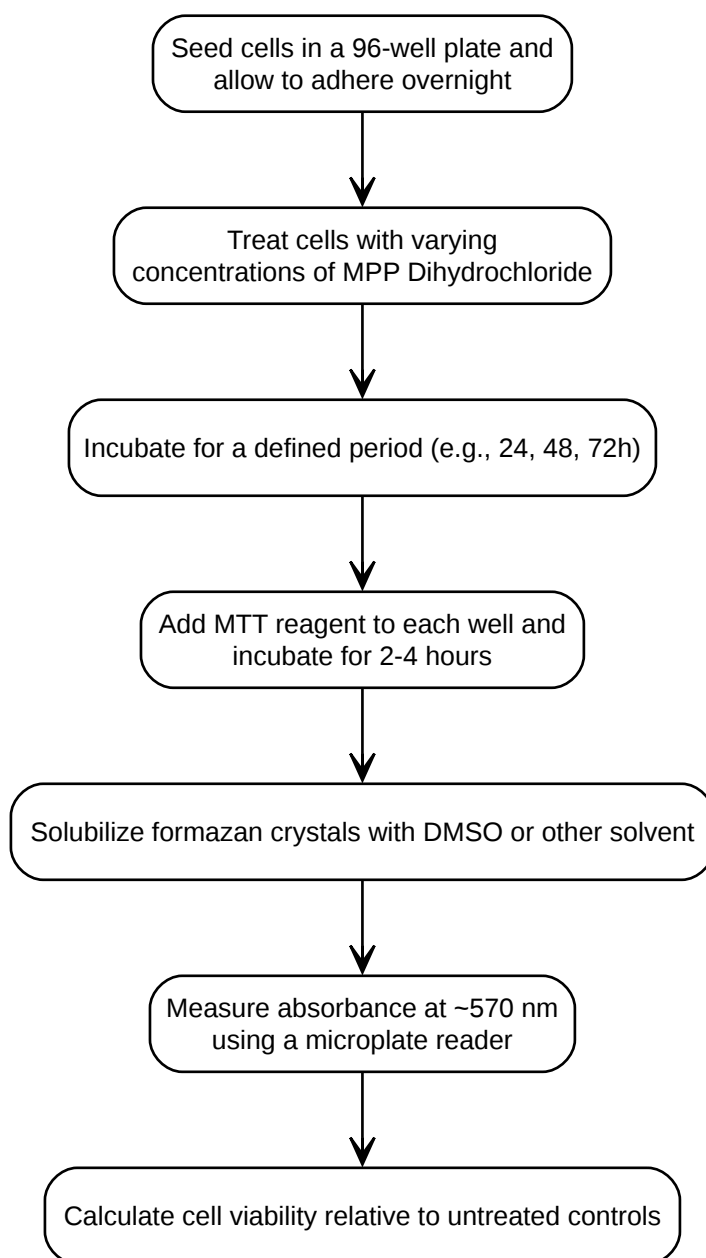 Seed cells in a 96-well plate and
allow to adhere overnight
Treat cells with varying
concentrations of MPP Dihydrochloride
Incubate for a defined period (e.g., 24, 48, 72h)
Add MTT reagent to each well and
incubate for 2-4 hours
Solubilize formazan crystals with DMSO or other solvent
Measure absorbance at ~570 nm
using a microplate reader
Calculate cell viability relative to untreated controls